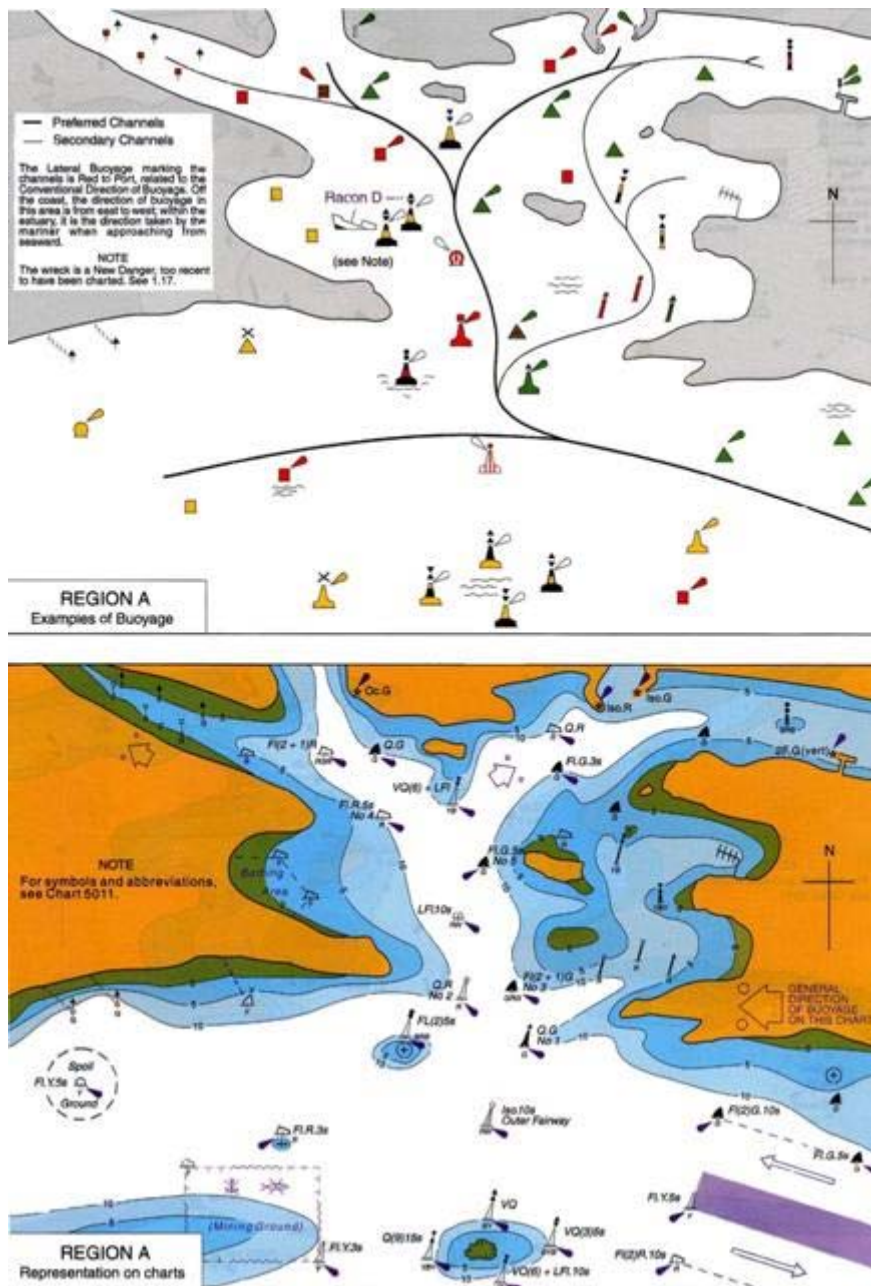 Preferred Channels
Secondary Channels
The Lateral Buoyage marking the
channels is Red to Port, related to the
Conventional Direction of Buoyage. Off
the coast, the direction of buoyage in
this area is from east to west; within the
estuary, it is the direction taken by the
mariner when approaching from
seaward.
NOTE
The wreck is a New Danger, too recent
to have been charted. See 1.17.
Racon D
(see Note)
N
REGION A
Examples of Buoyage
Oc.G
Iso.R
Iso.G
Fl(2+1)R
Q.G
Q.R
2F.G(vert)
VQ(6) + LFl
Fl.G.3s
Fl.R.5s
No 4
NOTE
For symbols and abbreviations,
see Chart 5011.
Bathing
Area
Fl.G.5s
No 5
N
LFl.10s
Q.R
No 2
Fl(2+1)G
No 3
GENERAL
DIRECTION
OF BUOYAGE
ON THIS CHART
FL(2)5s
Q.G
No 1
Spoil
Ground
Fl.Y.5s
Fl.R.3s
Iso.10s
Outer Fairway
Fl(2)G.10s
Fl.G.5s
(Mining Ground)
VQ
Fl.Y.5s
Q(9)15s
VQ(3)5s
Fl.Y.3s
VQ(6) + LFl.10s
Fl(2)R.10s
REGION A
Representation on charts